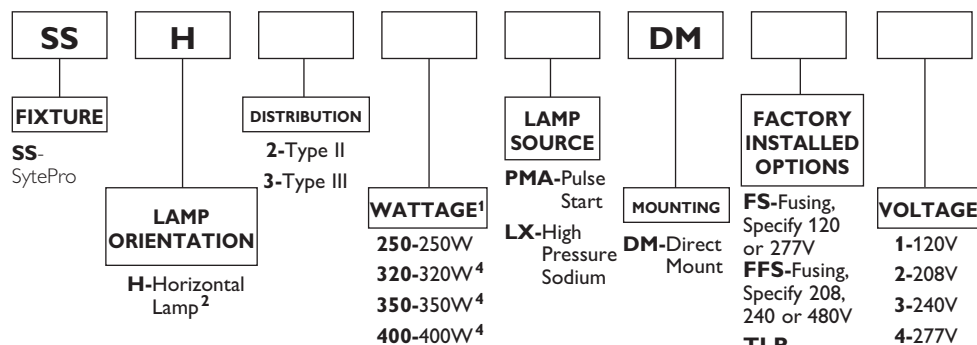 SS
H
DM
FIXTURE
SS-
SytePro
LAMP
ORIENTATION
H-Horizontal
Lamp2
DISTRIBUTION
2-Type II
3-Type III
WATTAGE1
250-250W
320-320W4
350-350W4
400-400W4
LAMP
SOURCE
PMA-Pulse
Start
LX-High
Pressure
Sodium
MOUNTING
DM-Direct
Mount
FACTORY
INSTALLED
OPTIONS
FS-Fusing,
Specify 120
or 277V
FFS-Fusing,
Specify 208,
240 or 480V
VOLTAGE
1-120V
2-208V
3-240V
4-277V